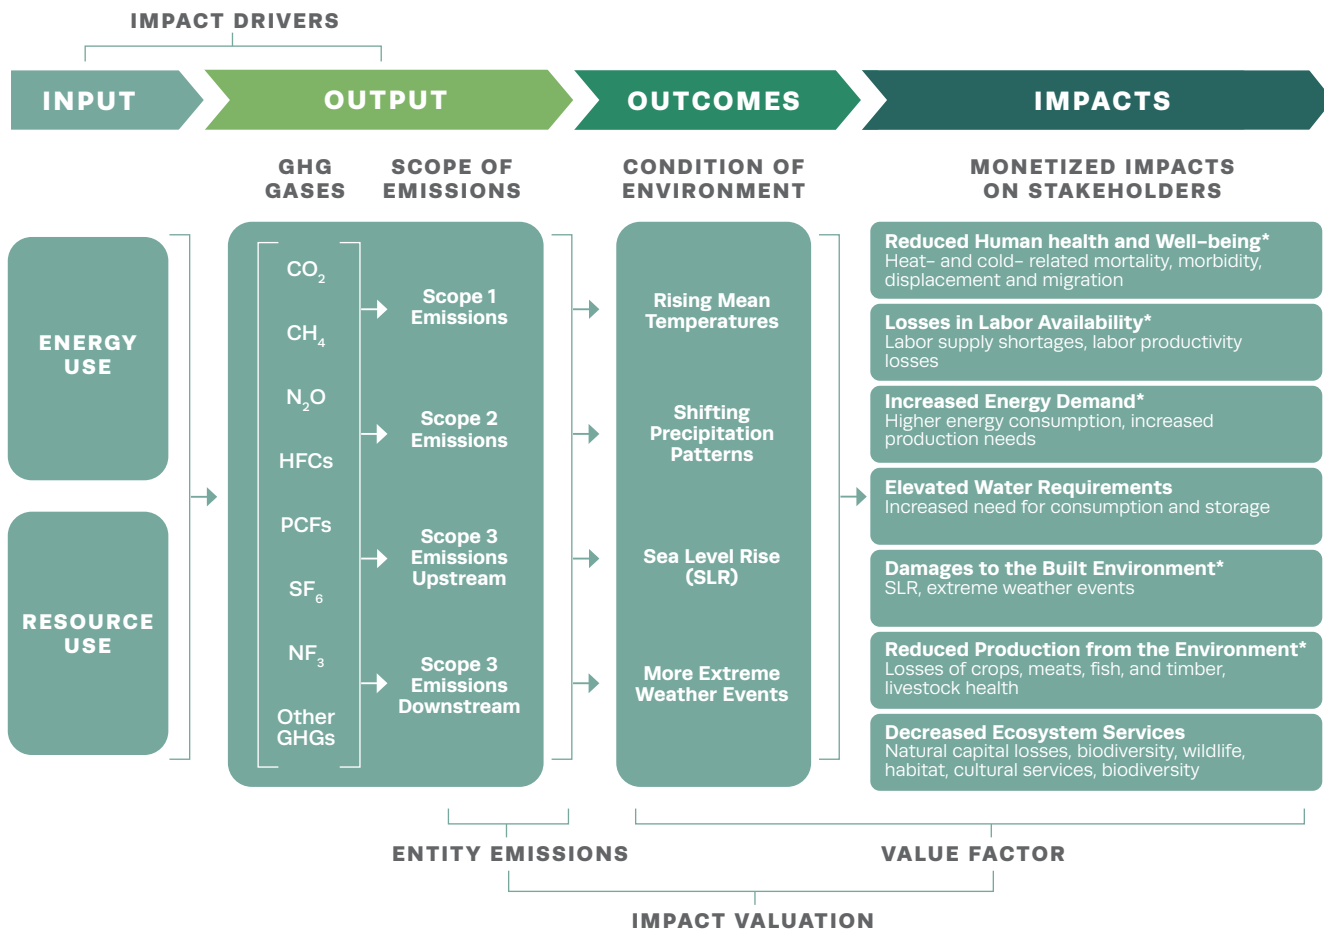 IMPACT DRIVERS
INPUT
OUTPUT
OUTCOMES
IMPACTS
GHG
GASES
SCOPE OF
EMISSIONS
CONDITION OF
ENVIRONMENT
MONETIZED IMPACTS
ON STAKEHOLDERS
ENERGY
USE
RESOURCE
USE
CO₂
CH₄
N₂O
HFCs
PCFs
SF₆
NF₃
Other
GHGs
Scope 1
Emissions
Scope 2
Emissions
Scope 3
Emissions
Upstream
Scope 3
Emissions
Downstream
Rising Mean
Temperatures
Shifting
Precipitation
Patterns
Sea Level Rise
(SLR)
More Extreme
Weather Events
Reduced Human health and Well-being*
Heat- and cold- related mortality, morbidity,
displacement and migration
Losses in Labor Availability*
Labor supply shortages, labor productivity
losses
Increased Energy Demand*
Higher energy consumption, increased
production needs
Elevated Water Requirements
Increased need for consumption and storage
Damages to the Built Environment*
SLR, extreme weather events
Reduced Production from the Environment*
Losses of crops, meats, fish, and timber,
livestock health
Decreased Ecosystem Services
Natural capital losses, biodiversity, wildlife,
habitat, cultural services, biodiversity
ENTITY EMISSIONS
VALUE FACTOR
IMPACT VALUATION